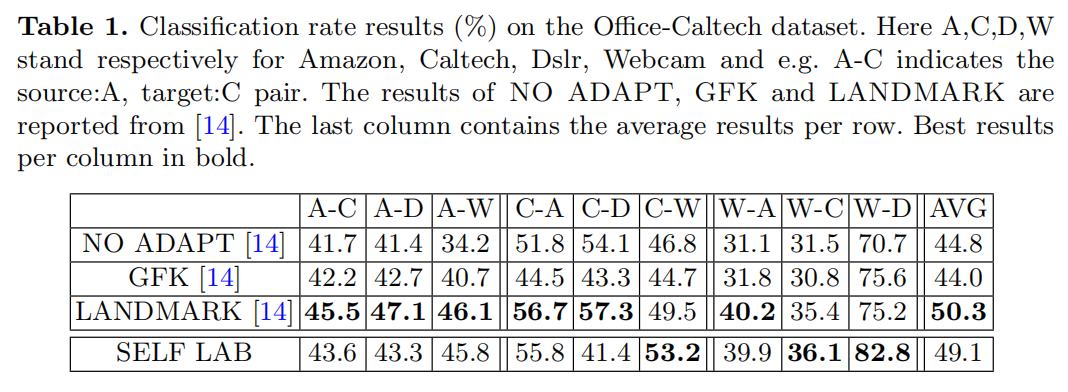 Table 1. Classification rate results (%) on the Office-Caltech dataset. Here A,C,D,W
stand respectively for Amazon, Caltech, Dslr, Webcam and e.g. A-C indicates the
source:A, target:C pair. The results of NO ADAPT, GFK and LANDMARK are
reported from [14]. The last column contains the average results per row. Best results
per column in bold.
A-C A-D A-W C-A C-D C-W W-A W-C W-D AVG
NO ADAPT [14] 41.7 41.4 34.2 51.8 54.1 46.8 31.1 31.5 70.7 44.8
GFK [14] 42.2 42.7 40.7 44.5 43.3 44.7 31.8 30.8 75.6 44.0
LANDMARK [14] 45.5 47.1 46.1 56.7 57.3 49.5 40.2 35.4 75.2 50.3
SELF LAB 43.6 43.3 45.8 55.8 41.4 53.2 39.9 36.1 82.8 49.1